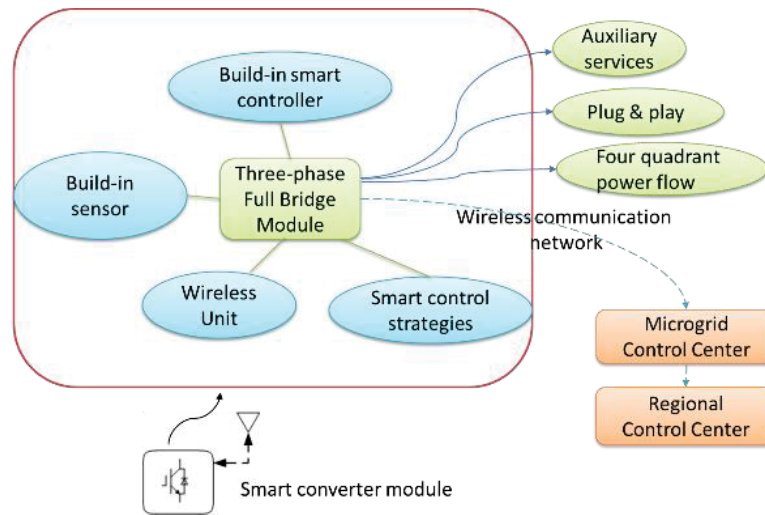 Auxiliary
services
Build-in smart
controller
Plug & play
Three-phase
Full Bridge
Module
Four quadrant
power flow
Build-in
sensor
Wireless communication
network
Wireless
Unit
Smart control
strategies
Microgrid
Control Center
Regional
Control Center
Smart converter module